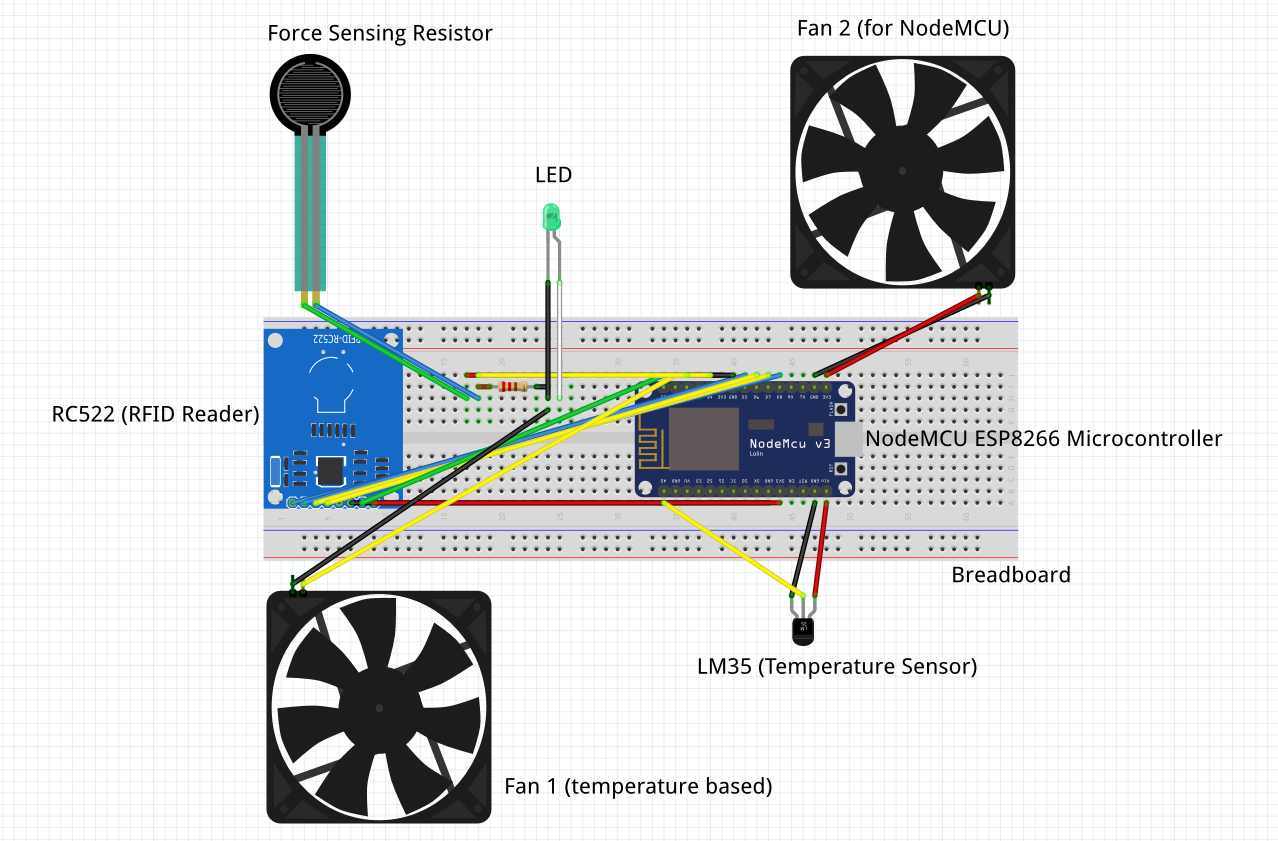 Force Sensing Resistor
Fan 2 (for NodeMCU)
LED
RFID-RC522
RC522 (RFID Reader)
NodeMcu v3
Lolin
NodeMCU ESP8266 Microcontroller
Breadboard
LM35 (Temperature Sensor)
Fan 1 (temperature based)